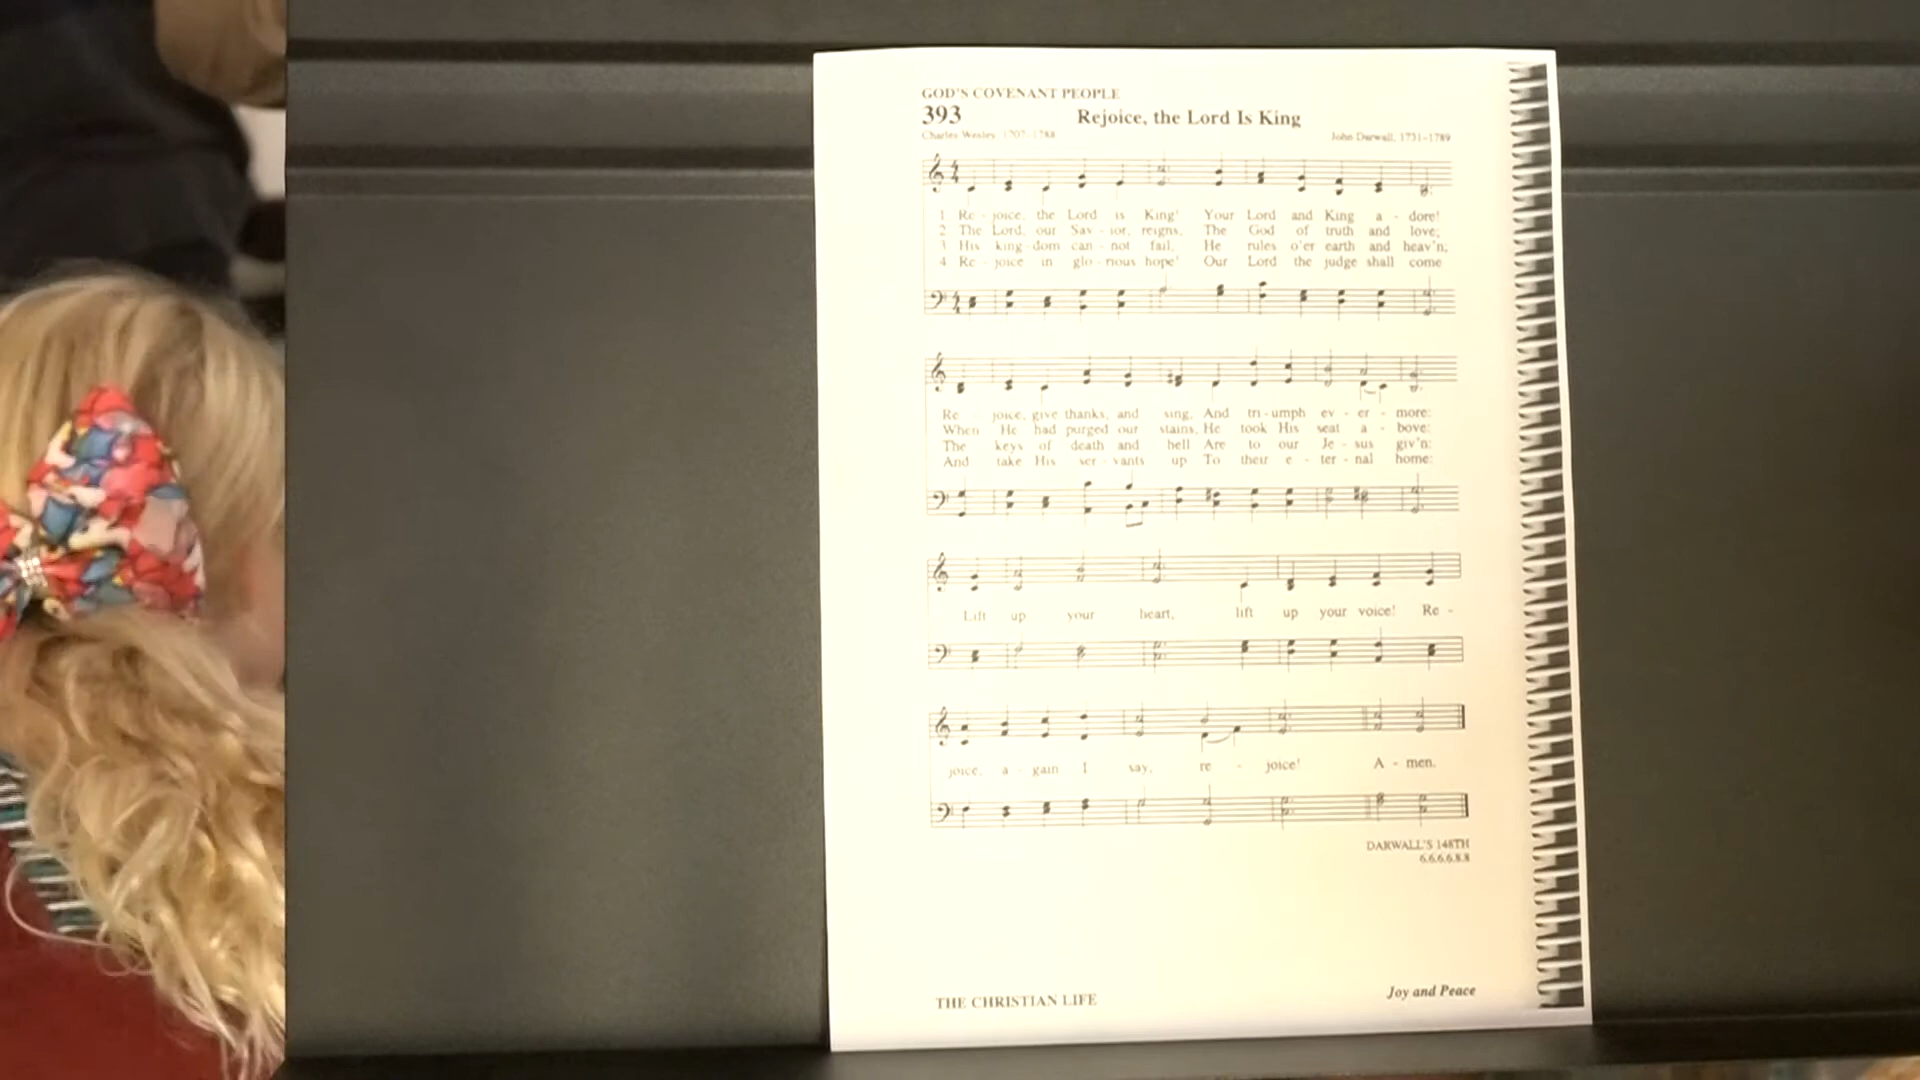 GOD'S COVENANT PEOPLE
393 Rejoice, the Lord Is King
Charles Wesley, 1707-1788 John Darwall, 1731-1789
1 Re - joice, the Lord is King! Your Lord and King a - dore!
2 The Lord, our Sav - ior, reigns, The God of truth and love;
3 His king - dom can - not fail, He rules o'er earth and heav'n;
4 Re - joice in glo - rious hope! Our Lord the judge shall come
Re - joice, give thanks, and sing, And tri - umph ev - er - more:
When He had purged our stains, He took His seat a - bove:
The keys of death and hell Are to our Je - sus giv'n:
And take His ser - vants up To their e - ter - nal home:
Lift up your heart, lift up your voice! Re -
joice, a - gain I say, re - joice! A - men.
DARWALL'S 148TH
6.6.6.6.8.8
THE CHRISTIAN LIFE Joy and Peace